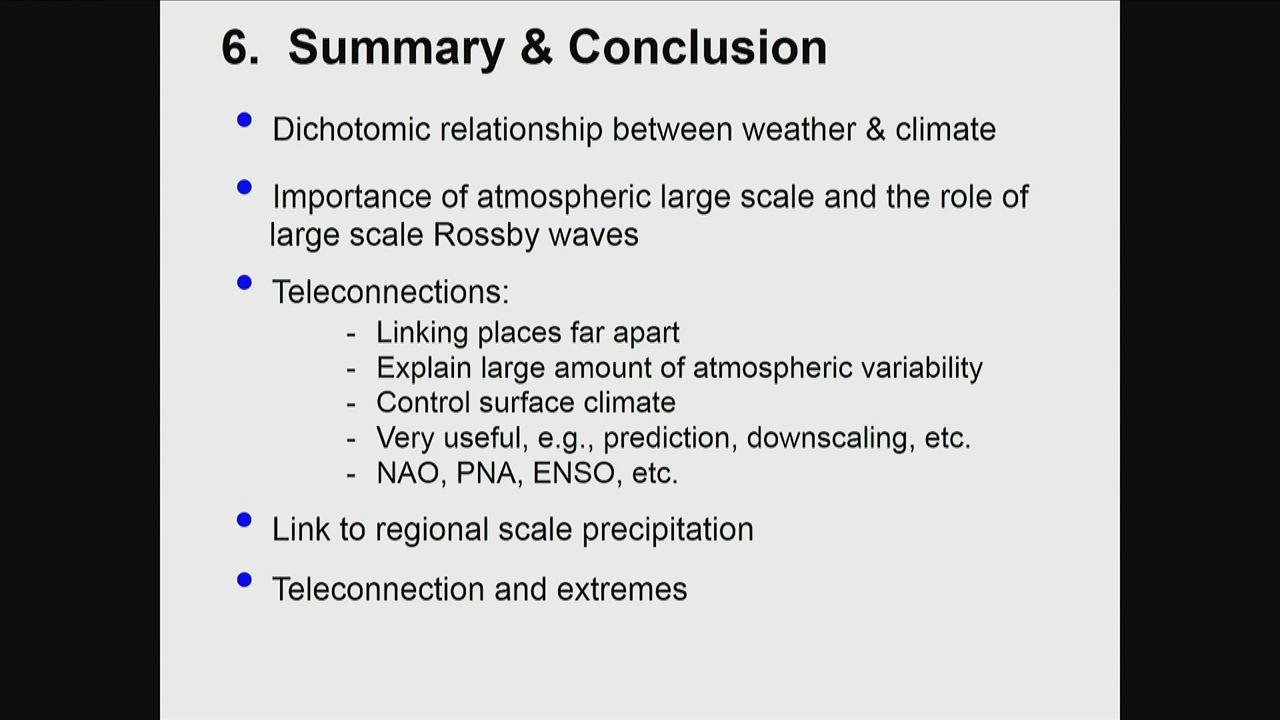 6. Summary & Conclusion
• Dichotomic relationship between weather & climate
• Importance of atmospheric large scale and the role of
large scale Rossby waves
• Teleconnections:
- Linking places far apart
- Explain large amount of atmospheric variability
- Control surface climate
- Very useful, e.g., prediction, downscaling, etc.
- NAO, PNA, ENSO, etc.
• Link to regional scale precipitation
• Teleconnection and extremes